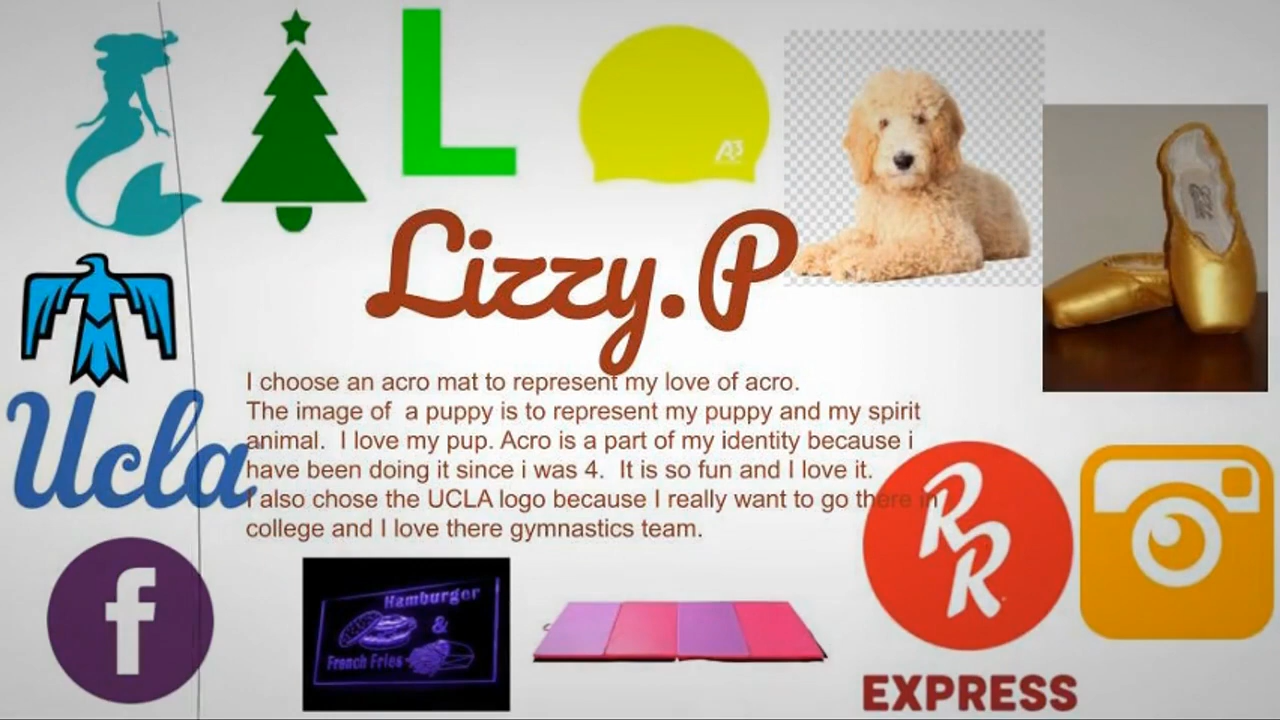 L
A3
Lizzy.P
I choose an acro mat to represent my love of acro.
The image of  a puppy is to represent my puppy and my spirit
animal.  I love my pup. Acro is a part of my identity because i
have been doing it since i was 4.  It is so fun and I love it.
I also chose the UCLA logo because I really want to go there in
college and I love there gymnastics team.
Ucla
f
Hamburger
&
French Fries
RR
EXPRESS